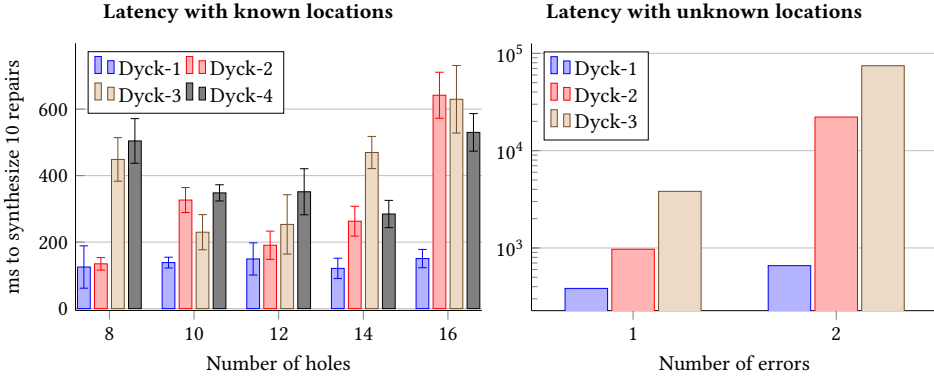 Latency with known locations
ms to synthesize 10 repairs
600
400
200
0
Dyck-1 Dyck-2
Dyck-3 Dyck-4
8 10 12 14 16
Number of holes
Latency with unknown locations
10^5
10^4
10^3
Dyck-1
Dyck-2
Dyck-3
1 2
Number of errors